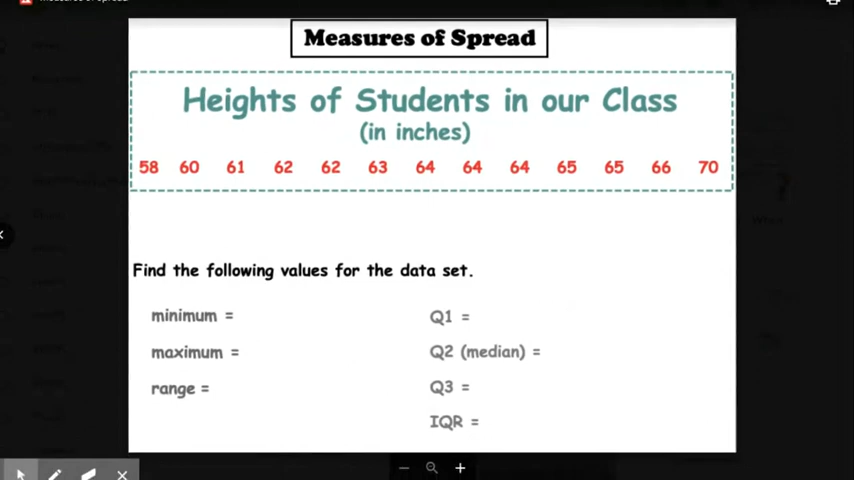 Measures of Spread
Heights of Students in our Class
(in inches)
58 60 61 62 62 63 64 64 64 65 65 66 70
Find the following values for the data set.
minimum =
maximum =
range =
Q1 =
Q2 (median) =
Q3 =
IQR =